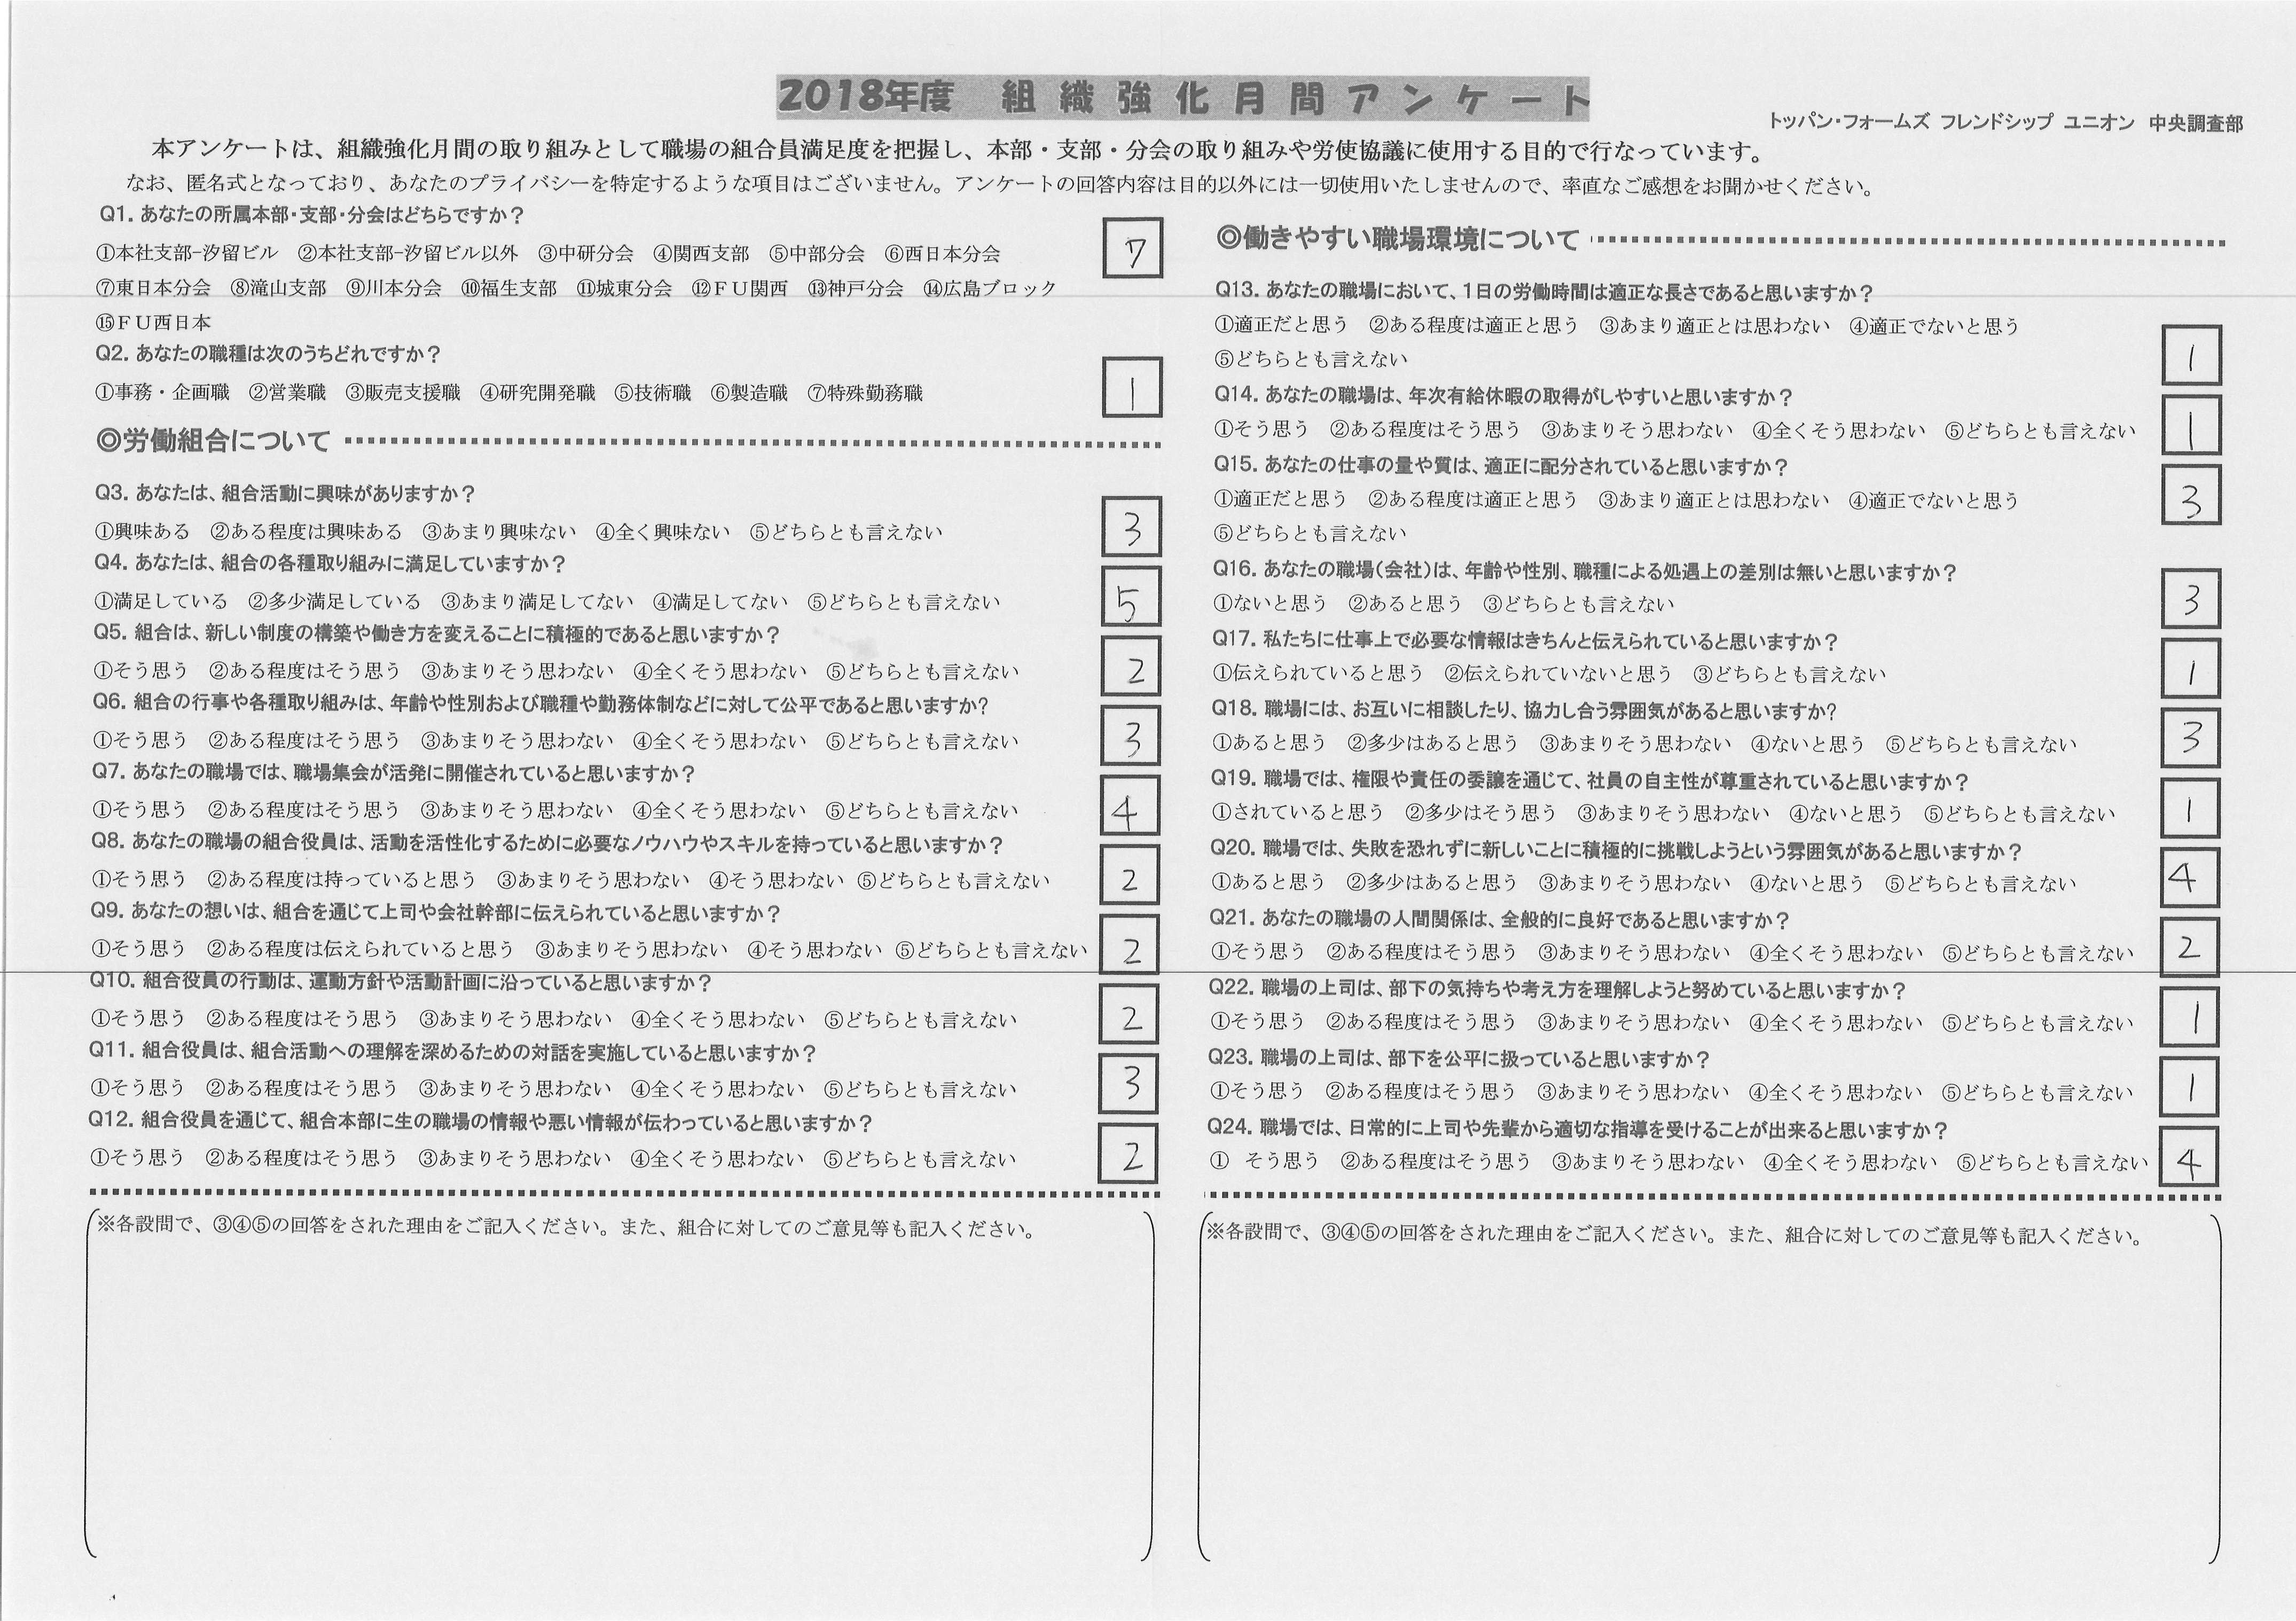 2018年度　組織強化月間アンケート
トッパン・フォームズ フレンドシップ ユニオン 中央調査部
本アンケートは、組織強化月間の取り組みとして職場の組合員満足度を把握し、本部・支部・分会の取り組みや労使協議に使用する目的で行なっています。
なお、匿名式となっており、あなたのプライバシーを特定するような項目はございません。アンケートの回答内容は目的以外には一切使用いたしませんので、率直なご感想をお聞かせください。
Q1. あなたの所属本部・支部・分会はどちらですか？
①本社支部-汐留ビル　②本社支部-汐留ビル以外　③中研分会　④関西支部　⑤中部分会　⑥西日本分会
7
⑦東日本分会　⑧滝山支部　⑨川本分会　⑩福生支部　⑪城東分会　⑫ＦＵ関西　⑬神戸分会　⑭広島ブロック
⑮ＦＵ西日本
Q2. あなたの職種は次のうちどれですか？
①事務・企画職　②営業職　③販売支援職　④研究開発職　⑤技術職　⑥製造職　⑦特殊勤務職
1
◎労働組合について
Q3. あなたは、組合活動に興味がありますか？
①興味ある　②ある程度は興味ある　③あまり興味ない　④全く興味ない　⑤どちらとも言えない
3
Q4. あなたは、組合の各種取り組みに満足していますか？
①満足している　②多少満足している　③あまり満足してない　④満足してない　⑤どちらとも言えない
5
Q5. 組合は、新しい制度の構築や働き方を変えることに積極的であると思いますか？
①そう思う　②ある程度はそう思う　③あまりそう思わない　④全くそう思わない　⑤どちらとも言えない
2
Q6. 組合の行事や各種取り組みは、年齢や性別および職種や勤務体制などに対して公平であると思いますか？
①そう思う　②ある程度はそう思う　③あまりそう思わない　④全くそう思わない　⑤どちらとも言えない
3
Q7. あなたの職場では、職場集会が活発に開催されていると思いますか？
①そう思う　②ある程度はそう思う　③あまりそう思わない　④全くそう思わない　⑤どちらとも言えない
4
Q8. あなたの職場の組合役員は、活動を活性化するために必要なノウハウやスキルを持っていると思いますか？
①そう思う　②ある程度は持っていると思う　③あまりそう思わない　④そう思わない　⑤どちらとも言えない
2
Q9. あなたの想いは、組合を通じて上司や会社幹部に伝えられていると思いますか？
①そう思う　②ある程度は伝えられていると思う　③あまりそう思わない　④そう思わない　⑤どちらとも言えない
2
Q10. 組合役員の行動は、運動方針や活動計画に沿っていると思いますか？
①そう思う　②ある程度はそう思う　③あまりそう思わない　④全くそう思わない　⑤どちらとも言えない
2
Q11. 組合役員は、組合活動への理解を深めるための対話を実施していると思いますか？
①そう思う　②ある程度はそう思う　③あまりそう思わない　④全くそう思わない　⑤どちらとも言えない
3
Q12. 組合役員を通じて、組合本部に生の職場の情報や悪い情報が伝わっていると思いますか？
①そう思う　②ある程度はそう思う　③あまりそう思わない　④全くそう思わない　⑤どちらとも言えない
2
※各設問で、③④⑤の回答をされた理由をご記入ください。また、組合に対してのご意見等も記入ください。
◎働きやすい職場環境について
Q13. あなたの職場において、1日の労働時間は適正な長さであると思いますか？
①適正だと思う　②ある程度は適正と思う　③あまり適正とは思わない　④適正でないと思う
⑤どちらとも言えない
1
Q14. あなたの職場は、年次有給休暇の取得がしやすいと思いますか？
①そう思う　②ある程度はそう思う　③あまりそう思わない　④全くそう思わない　⑤どちらとも言えない
1
Q15. あなたの仕事の量や質は、適正に配分されていると思いますか？
①適正だと思う　②ある程度は適正と思う　③あまり適正とは思わない　④適正でないと思う
3
⑤どちらとも言えない
Q16. あなたの職場（会社）は、年齢や性別、職種による処遇上の差別は無いと思いますか？
①ないと思う　②あると思う　③どちらとも言えない
3
Q17. 私たちに仕事上で必要な情報はきちんと伝えられていると思いますか？
①伝えられていると思う　②伝えられていないと思う　③どちらとも言えない
1
Q18. 職場には、お互いに相談したり、協力し合う雰囲気があると思いますか？
①あると思う　②多少はあると思う　③あまりそう思わない　④ないと思う　⑤どちらとも言えない
3
Q19. 職場では、権限や責任の委譲を通じて、社員の自主性が尊重されていると思いますか？
①されていると思う　②多少はそう思う　③あまりそう思わない　④ないと思う　⑤どちらとも言えない
1
Q20. 職場では、失敗を恐れずに新しいことに積極的に挑戦しようという雰囲気があると思いますか？
①あると思う　②多少はあると思う　③あまりそう思わない　④ないと思う　⑤どちらとも言えない
4
Q21. あなたの職場の人間関係は、全般的に良好であると思いますか？
①そう思う　②ある程度はそう思う　③あまりそう思わない　④全くそう思わない　⑤どちらとも言えない
2
Q22. 職場の上司は、部下の気持ちや考え方を理解しようと努めていると思いますか？
①そう思う　②ある程度はそう思う　③あまりそう思わない　④全くそう思わない　⑤どちらとも言えない
1
Q23. 職場の上司は、部下を公平に扱っていると思いますか？
①そう思う　②ある程度はそう思う　③あまりそう思わない　④全くそう思わない　⑤どちらとも言えない
1
Q24. 職場では、日常的に上司や先輩から適切な指導を受けることが出来ると思いますか？
①　そう思う　②ある程度はそう思う　③あまりそう思わない　④全くそう思わない　⑤どちらとも言えない
4
※各設問で、③④⑤の回答をされた理由をご記入ください。また、組合に対してのご意見等も記入ください。